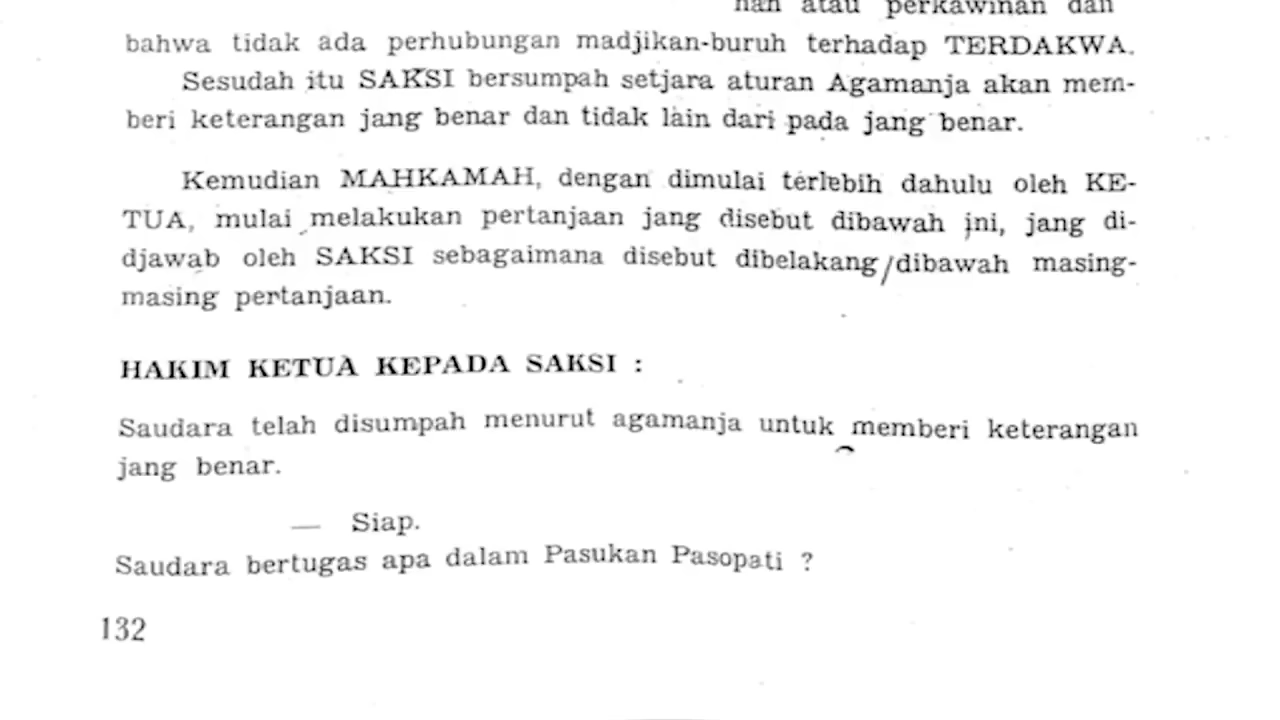 atau perkawinan dan
bahwa tidak ada perhubungan madjikan-buruh terhadap TERDAKWA.
Sesudah itu SAKSI bersumpah setjara aturan Agamanja akan mem-
beri keterangan jang benar dan tidak lain dari pada jang benar.
Kemudian MAHKAMAH, dengan dimulai terlebih dahulu oleh KE-
TUA, mulai melakukan pertanjaan jang disebut dibawah ini, jang di-
djawab oleh SAKSI sebagaimana disebut dibelakang/dibawah masing-
masing pertanjaan.
HAKIM KETUA KEPADA SAKSI :
Saudara telah disumpah menurut agamanja untuk memberi keterangan
jang benar.
— Siap.
Saudara bertugas apa dalam Pasukan Pasopati ?
132